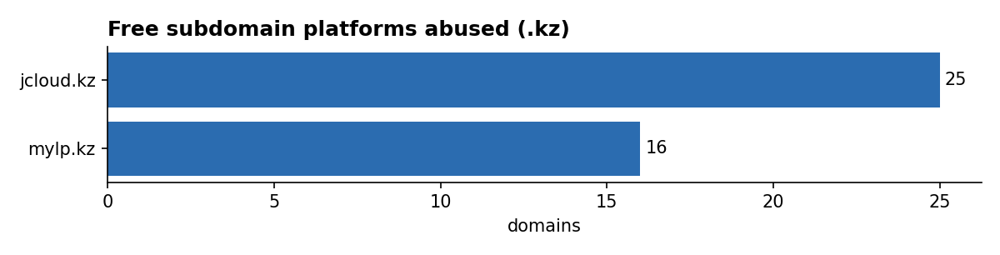 Free subdomain platforms abused (.kz)
jcloud.kz
25
mylp.kz
16
0 5 10 15 20 25
domains